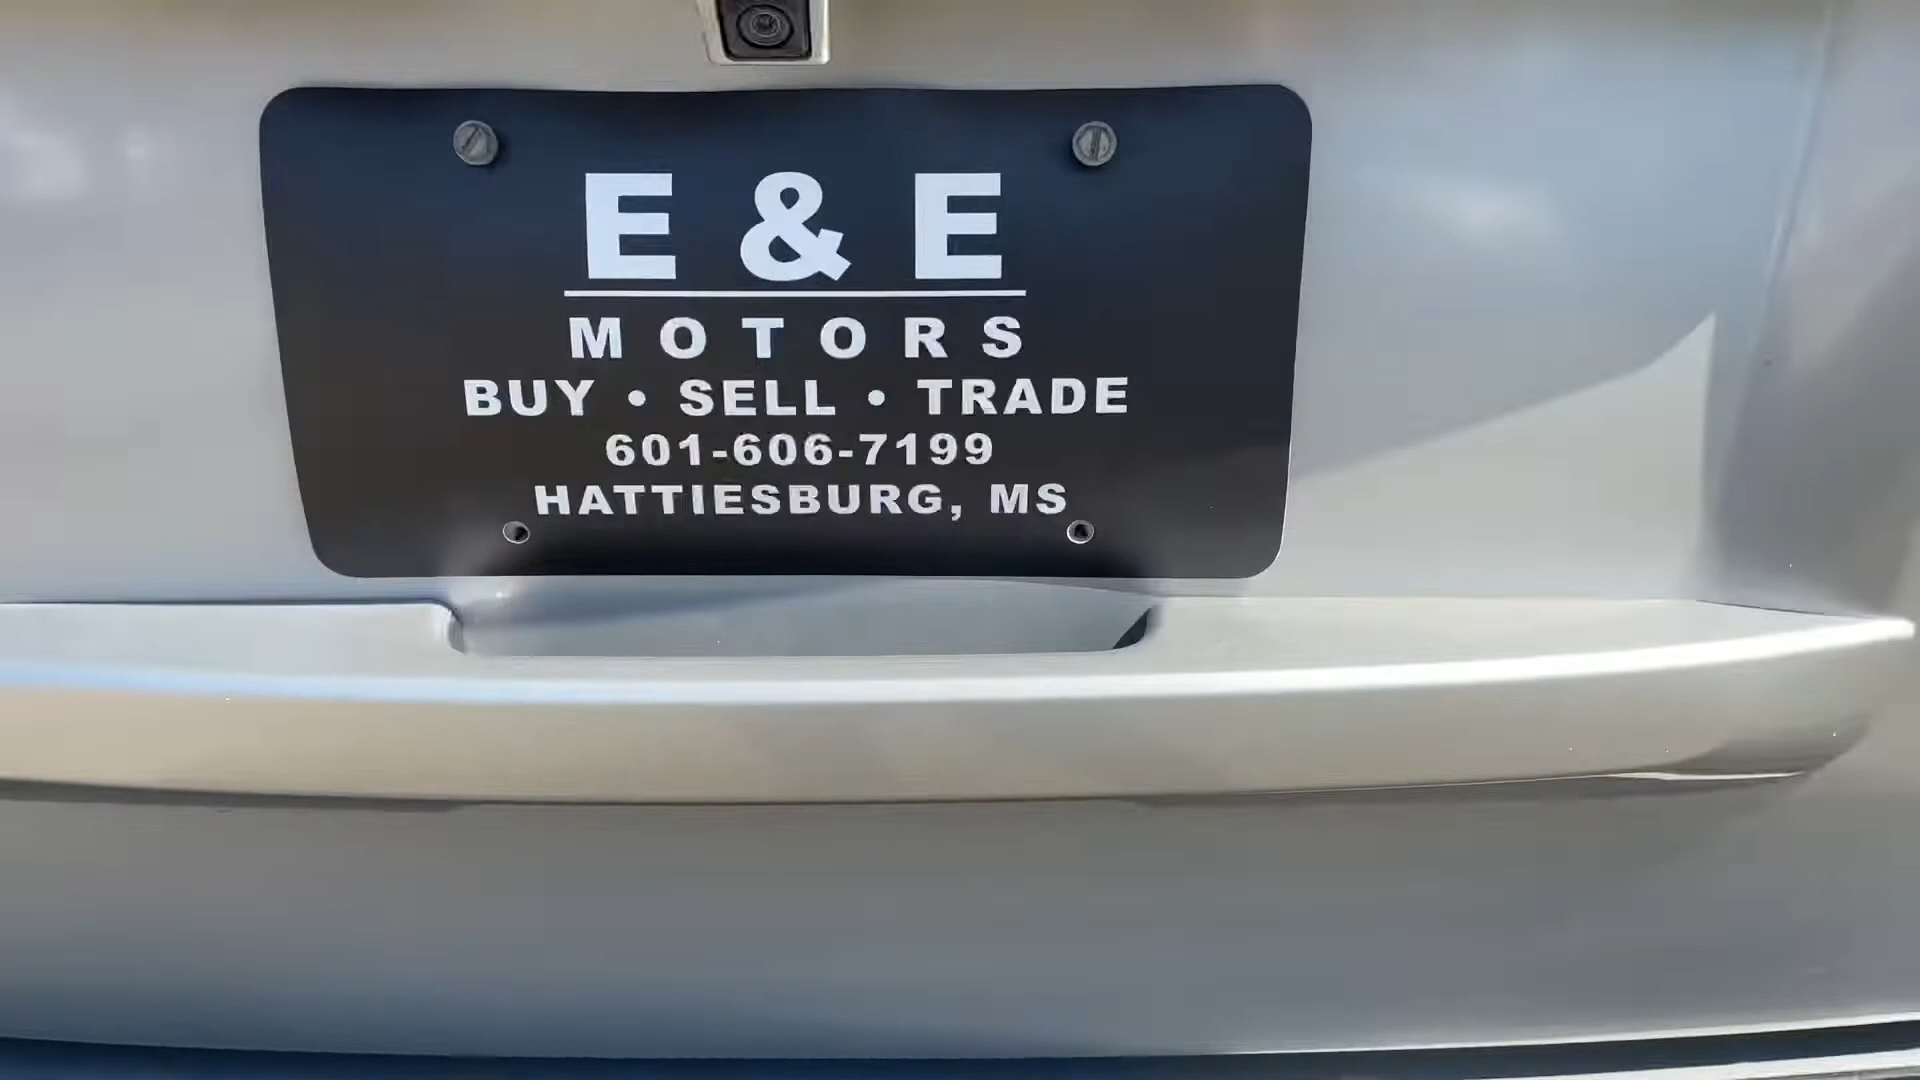 E & E
MOTORS
BUY • SELL • TRADE
601-606-7199
HATTIESBURG, MS